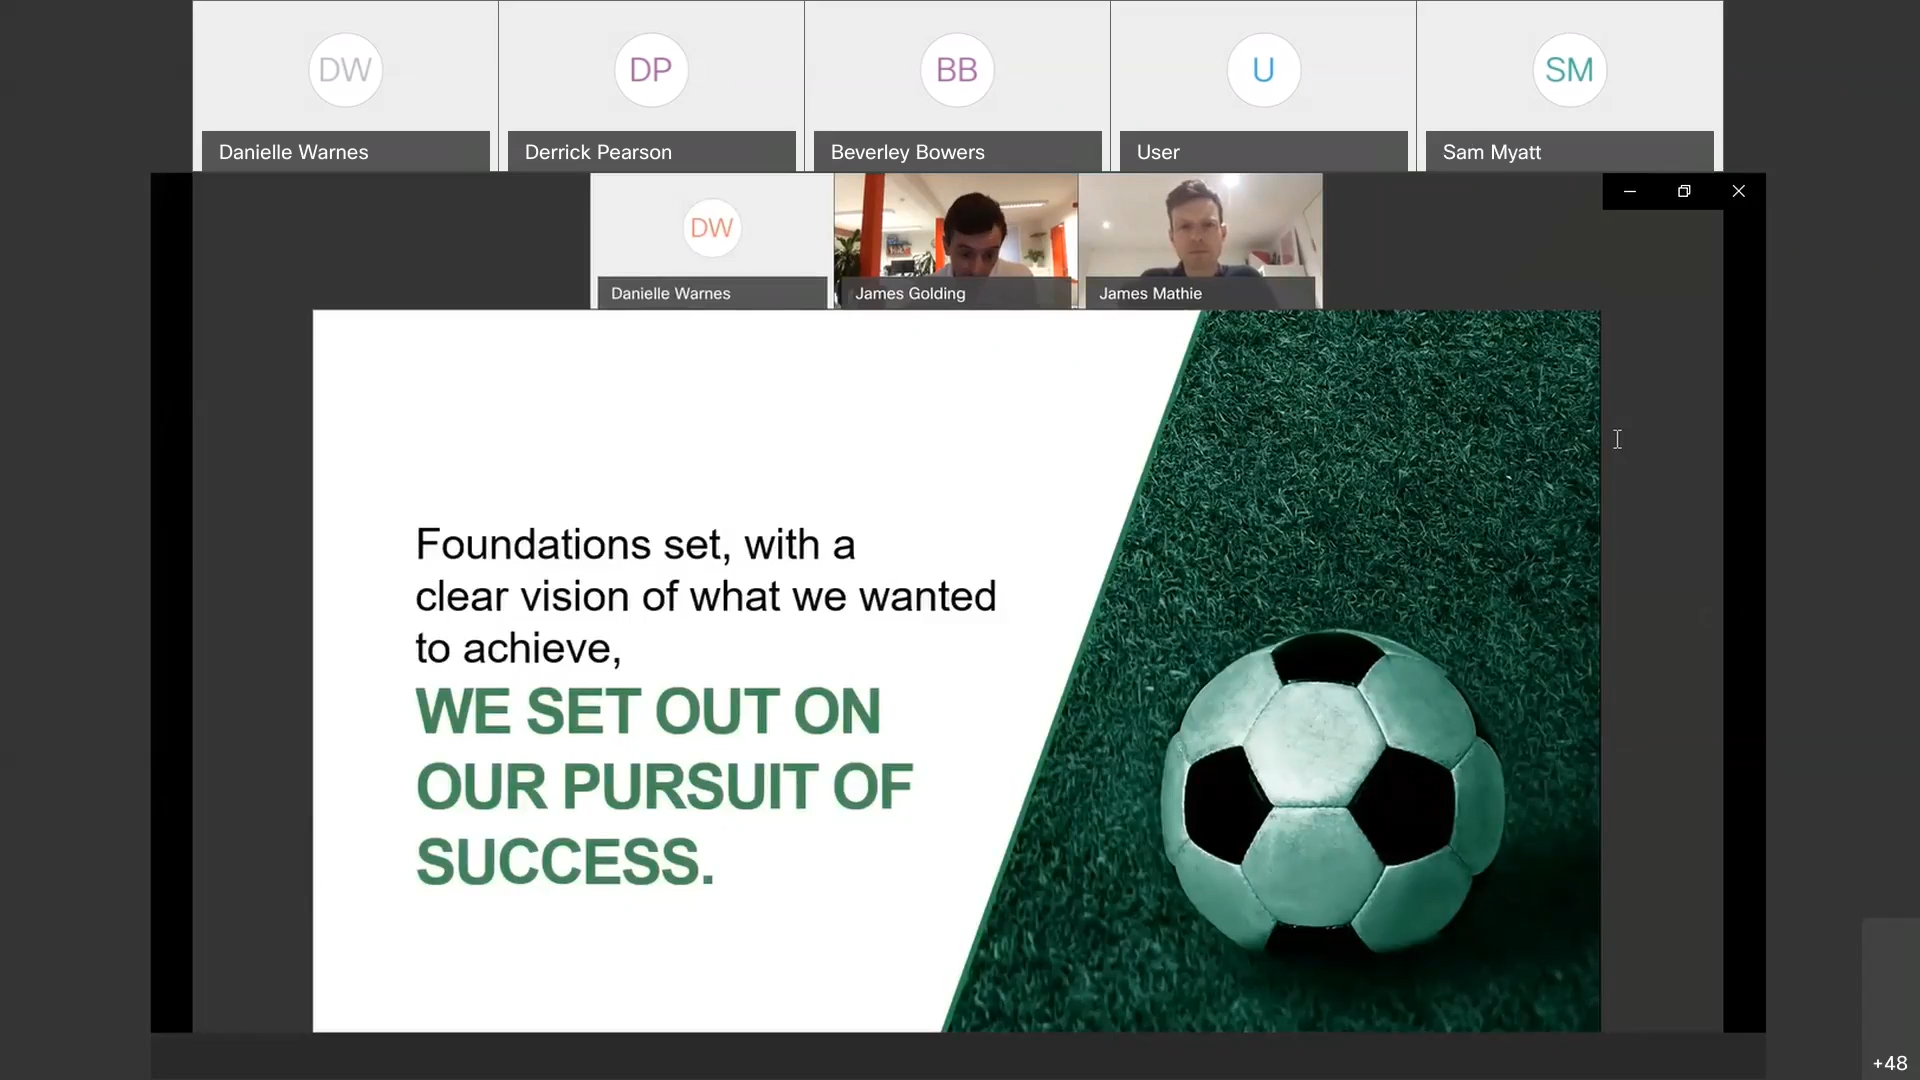 DW
DP
BB
U
SM
Danielle Warnes
Derrick Pearson
Beverley Bowers
User
Sam Myatt
DW
Danielle Warnes
James Golding
James Mathie
Foundations set, with a
clear vision of what we wanted
to achieve,
WE SET OUT ON
OUR PURSUIT OF
SUCCESS.
+48